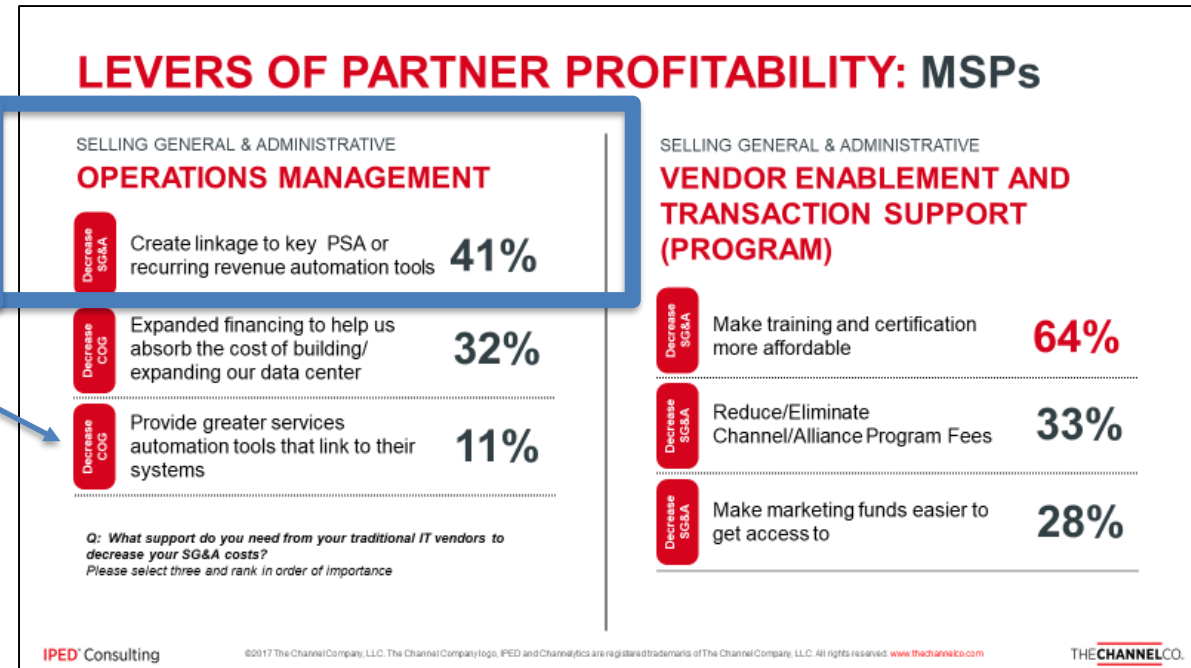 LEVERS OF PARTNER PROFITABILITY: MSPs
SELLING GENERAL & ADMINISTRATIVE
OPERATIONS MANAGEMENT
Decrease
SG&A
Create linkage to key PSA or
recurring revenue automation tools
41%
Decrease
COG
Expanded financing to help us
absorb the cost of building/
expanding our data center
32%
Decrease
COG
Provide greater services
automation tools that link to their
systems
11%
Q: What support do you need from your traditional IT vendors to
decrease your SG&A costs?
Please select three and rank in order of importance
SELLING GENERAL & ADMINISTRATIVE
VENDOR ENABLEMENT AND
TRANSACTION SUPPORT
(PROGRAM)
Decrease
SG&A
Make training and certification
more affordable
64%
Decrease
SG&A
Reduce/Eliminate
Channel/Alliance Program Fees
33%
Decrease
SG&A
Make marketing funds easier to
get access to
28%
IPED® Consulting
©2017 The Channel Company, LLC. The Channel Company logo, IPED and Channelytics are registered trademarks of The Channel Company, LLC. All rights reserved. www.thechannelco.com
THECHANNELCO.